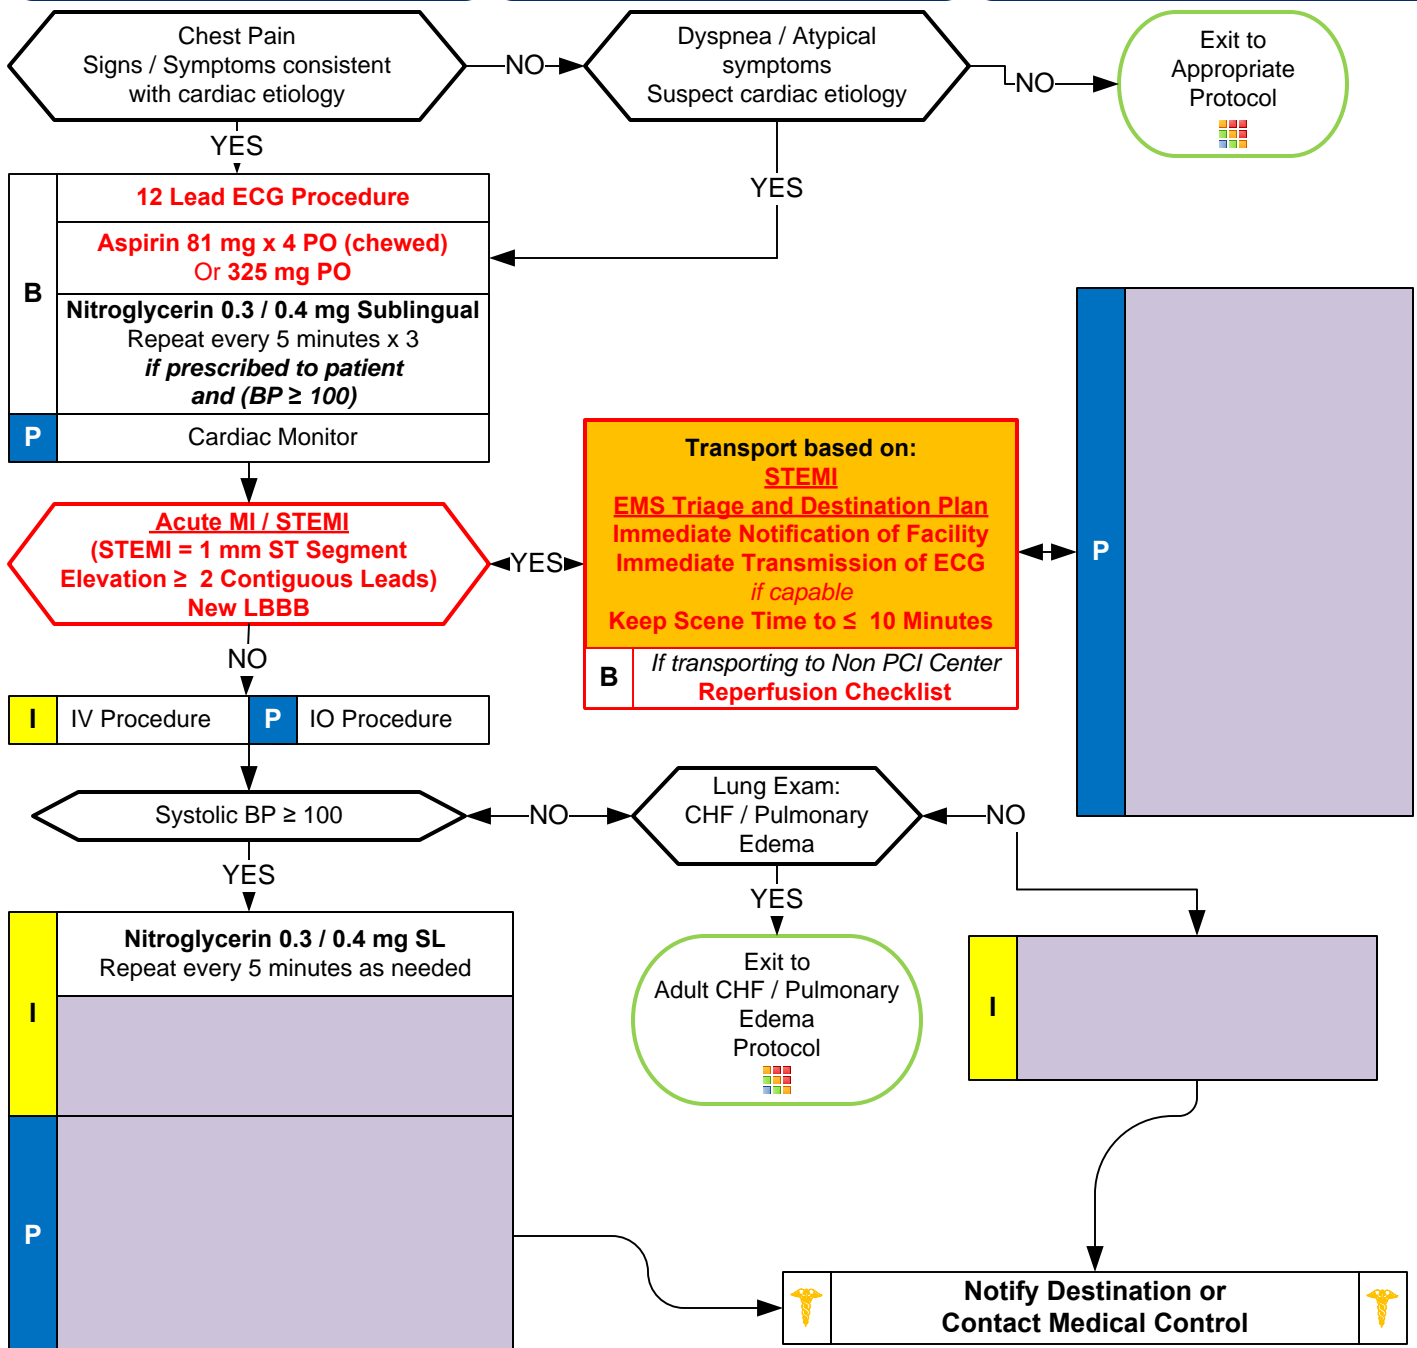 Chest Pain
Signs / Symptoms consistent
with cardiac etiology
NO
Dyspnea / Atypical
symptoms
Suspect cardiac etiology
NO
Exit to
Appropriate
Protocol
YES
YES
B
12 Lead ECG Procedure
Aspirin 81 mg x 4 PO (chewed)
Or 325 mg PO
Nitroglycerin 0.3 / 0.4 mg Sublingual
Repeat every 5 minutes x 3
if prescribed to patient
and (BP ≥ 100)
P
Cardiac Monitor
Acute MI / STEMI
(STEMI = 1 mm ST Segment
Elevation ≥ 2 Contiguous Leads)
New LBBB
YES
Transport based on:
STEMI
EMS Triage and Destination Plan
Immediate Notification of Facility
Immediate Transmission of ECG
if capable
Keep Scene Time to ≤ 10 Minutes
B
If transporting to Non PCI Center
Reperfusion Checklist
P
NO
I
IV Procedure
P
IO Procedure
Systolic BP ≥ 100
NO
Lung Exam:
CHF / Pulmonary
Edema
NO
YES
YES
I
Nitroglycerin 0.3 / 0.4 mg SL
Repeat every 5 minutes as needed
P
Exit to
Adult CHF / Pulmonary
Edema
Protocol
I
Notify Destination or
Contact Medical Control